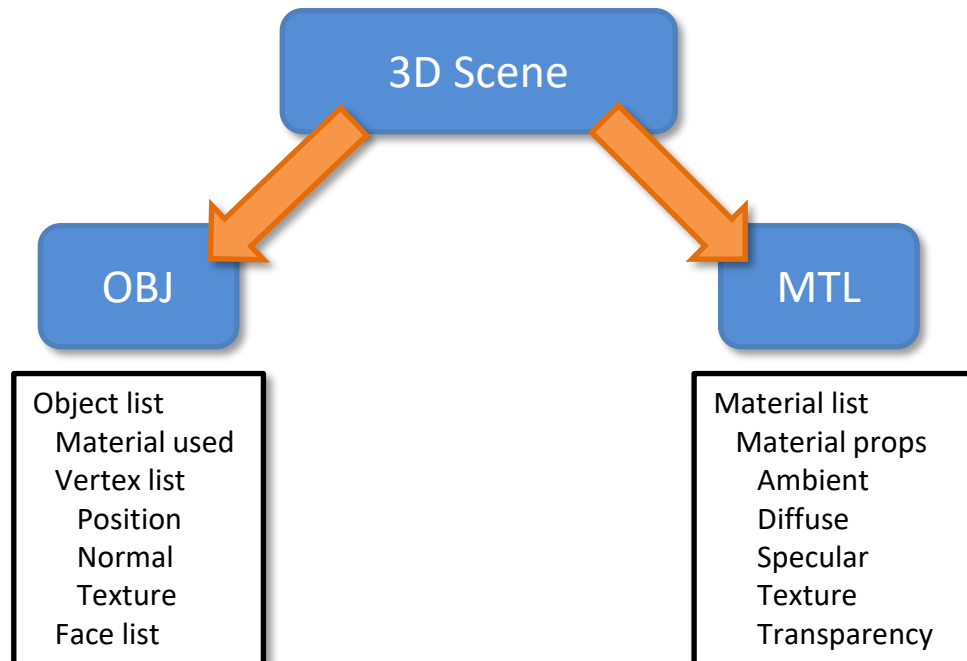 3D Scene
OBJ
MTL
Object list
Material used
Vertex list
Position
Normal
Texture
Face list
Material list
Material props
Ambient
Diffuse
Specular
Texture
Transparency